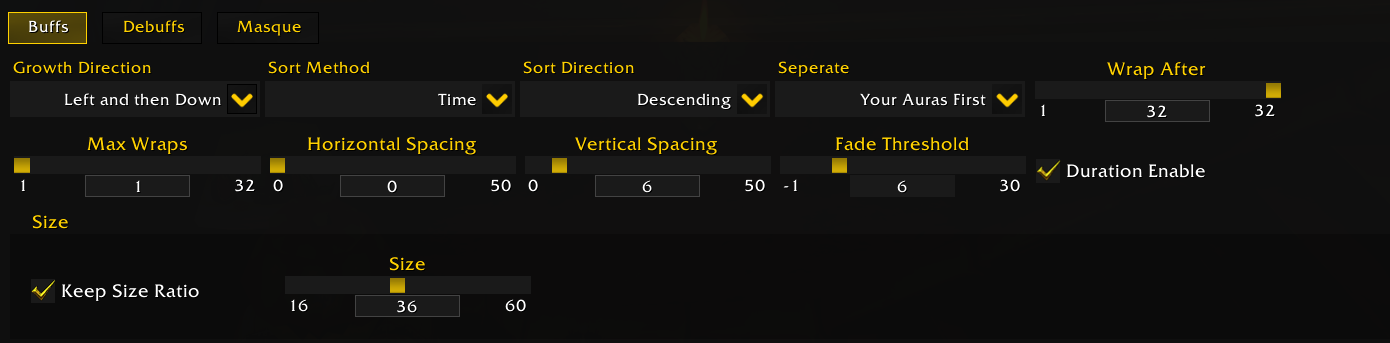 Buffs Debuffs Masque
Growth Direction Sort Method Sort Direction Seperate Wrap After
Left and then Down Time Descending Your Auras First
1 32 32
Max Wraps Horizontal Spacing Vertical Spacing Fade Threshold
Duration Enable
1 1 32 0 0 50 0 6 50 -1 6 30
Size
Size
Keep Size Ratio
16 36 60